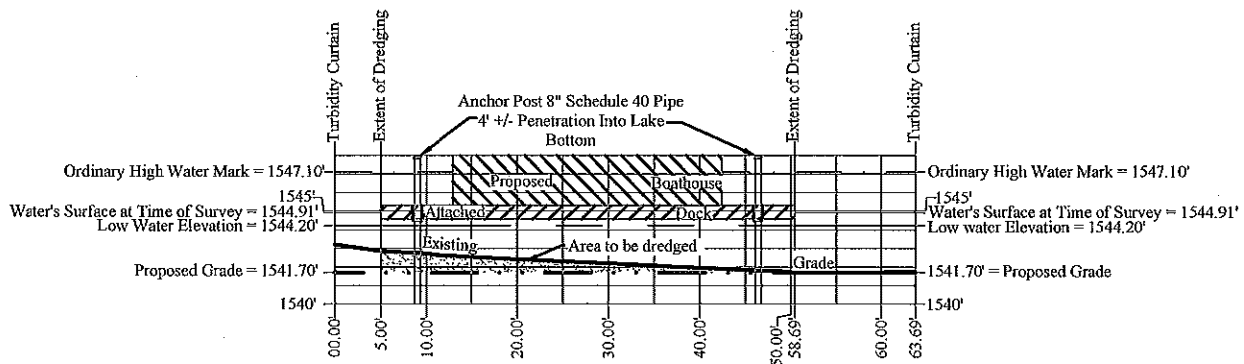 Turbidity Curtain
Extent of Dredging
Extent of Dredging
Turbidity Curtain
Anchor Post 8" Schedule 40 Pipe
4' +/- Penetration Into Lake
Bottom
Ordinary High Water Mark = 1547.10'
Ordinary High Water Mark = 1547.10'
Proposed Boathouse
1545'
1545'
Water's Surface at Time of Survey = 1544.91'
Attached Dock
Water's Surface at Time of Survey = 1544.91'
Low Water Elevation = 1544.20'
Low water Elevation = 1544.20'
Existing
Area to be dredged
Grade
Proposed Grade = 1541.70'
1541.70' = Proposed Grade
1540'
1540'
00.00'
5.00'
10.00'
20.00'
30.00'
40.00'
50.00'
58.69'
60.00'
63.69'